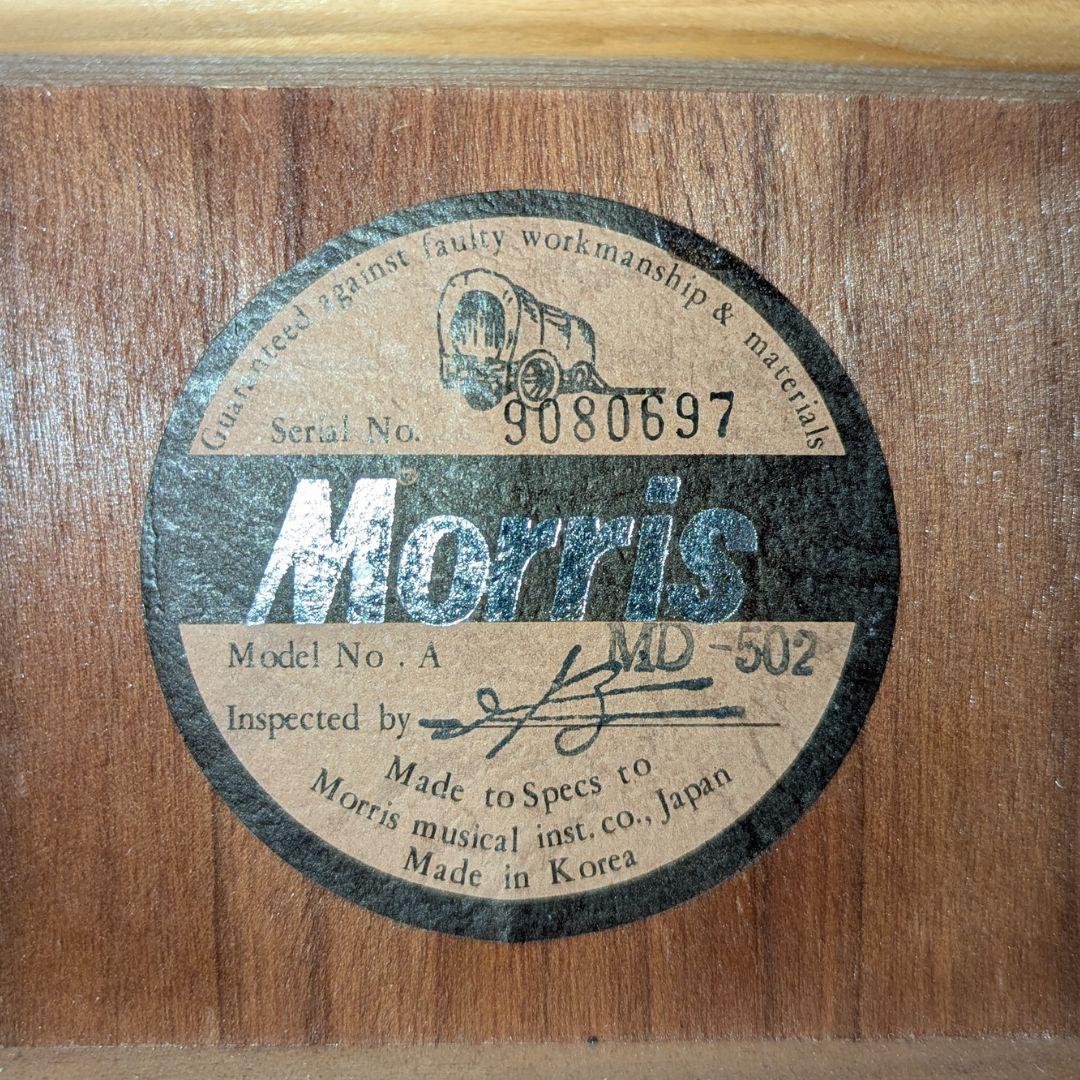 Guaranteed against faulty workmanship & materials
Serial No. 9080697
Morris®
Model No. A MD-502
Inspected by
Made to Specs to
Morris musical inst. co., Japan
Made in Korea